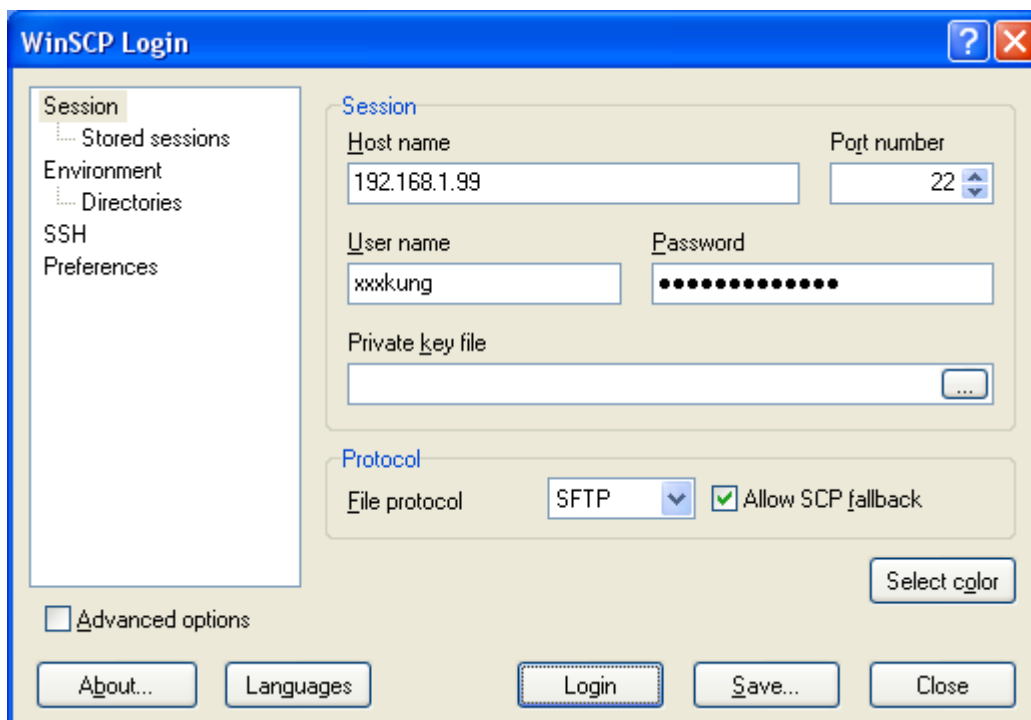 WinSCP Login
Session
Stored sessions
Environment
Directories
SSH
Preferences
Session
Host name
Port number
192.168.1.99
22
User name
Password
xxxkung
●●●●●●●●●●●●●
Private key file
...
Protocol
File protocol
SFTP
Allow SCP fallback
Select color
Advanced options
About...
Languages
Login
Save...
Close